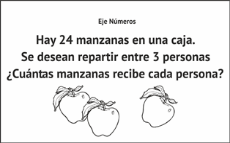 Eje Números
Hay 24 manzanas en una caja.
Se desean repartir entre 3 personas
¿Cuántas manzanas recibe cada persona?